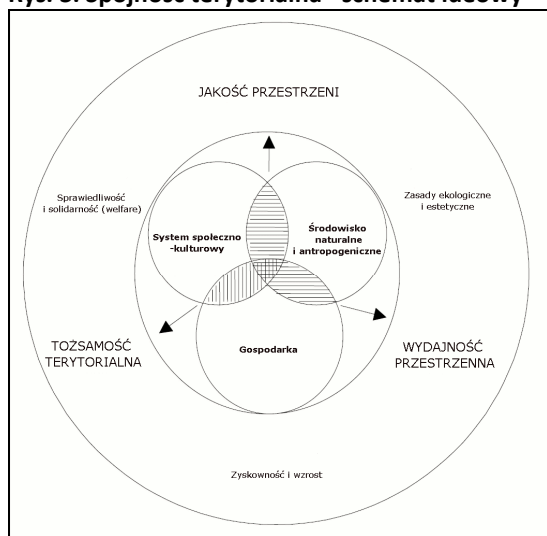 Rys. 3. Spójność terytorialna - schemat ideowy
JAKOŚĆ PRZESTRZENI
Sprawiedliwość
i solidarność (welfare)
Zasady ekologiczne
i estetyczne
System społeczno
-kulturowy
Środowisko
naturalne
i antropogeniczne
TOŻSAMOŚĆ
TERYTORIALNA
Gospodarka
WYDAJNOŚĆ
PRZESTRZENNA
Zyskowność i wzrost